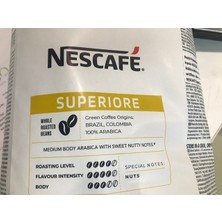 NESCAFÉ
SUPERIORE
WHOLE
ROASTED
BEANS
Green Coffee Origins
BRAZIL, COLOMBIA
100% ARABICA
MEDIUM BODY ARABICA WITH SWEET NUTTY NOTES
ROASTING LEVEL
SPECIAL NOTES
FLAVOUR INTENSITY
NUTS
BODY